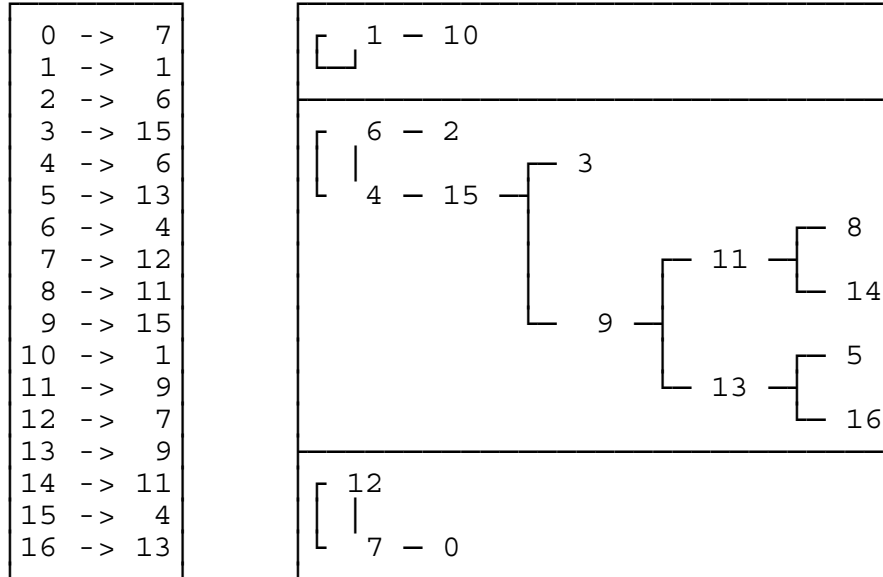 0 -> 7
1 -> 1
2 -> 6
3 -> 15
4 -> 6
5 -> 13
6 -> 4
7 -> 12
8 -> 11
9 -> 15
10 -> 1
11 -> 9
12 -> 7
13 -> 9
14 -> 11
15 -> 4
16 -> 13
1 — 10
6 — 2
3
4 — 15
8
11
14
9
5
13
16
12
7 — 0